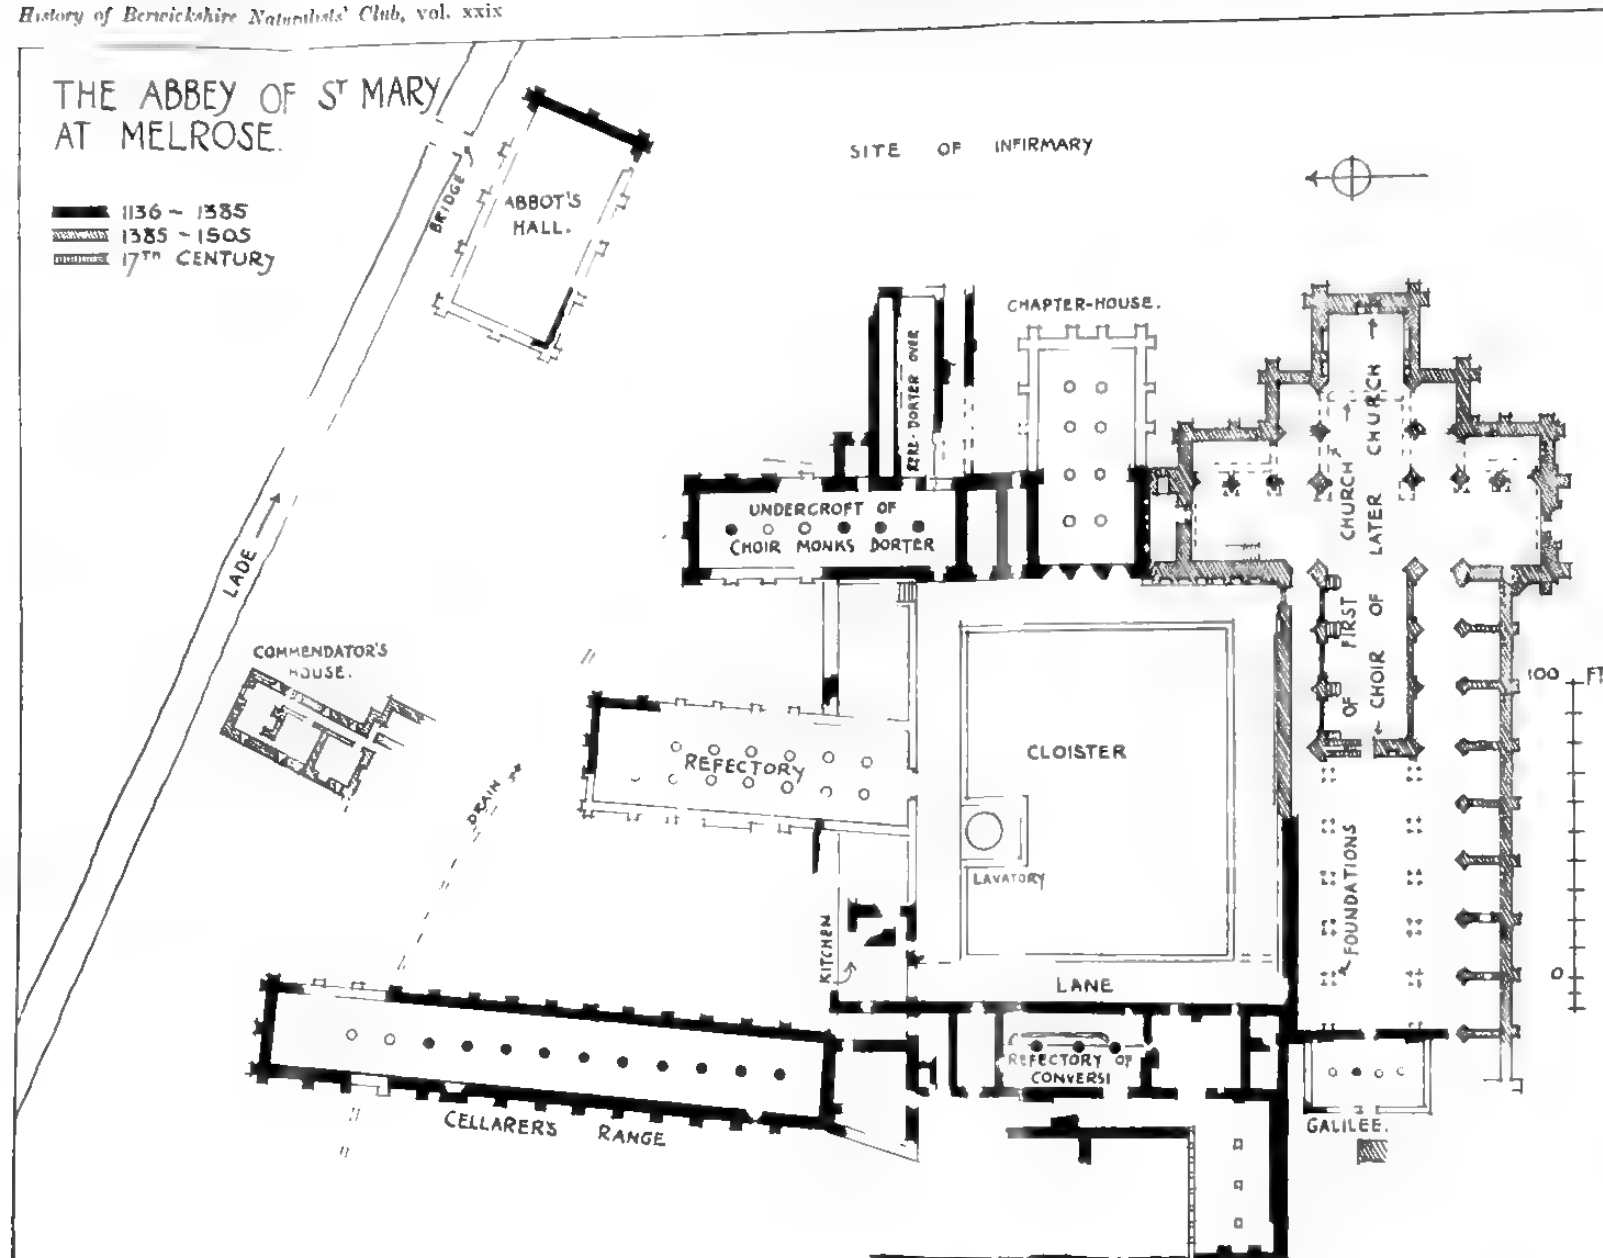 History of Berwickshire Naturalists' Club, vol. xxix
THE ABBEY OF ST MARY
AT MELROSE.
1136 ~ 1385
1385 ~ 1505
17TH CENTURY
BRIDGE
ABBOT'S
HALL.
SITE OF INFIRMARY
CHAPTER-HOUSE.
RERE-DORTER OVER
UNDERCROFT OF
CHOIR MONKS DORTER
CHURCH
LATER CHURCH
OF FIRST
CHOIR OF
LADE
COMMENDATOR'S
HOUSE.
100 FT
0
CLOISTER
REFECTORY
DRAIN
LAVATORY
FOUNDATIONS
KITCHEN
LANE
REFECTORY OF
CONVERSI
GALILEE.
CELLARER'S RANGE